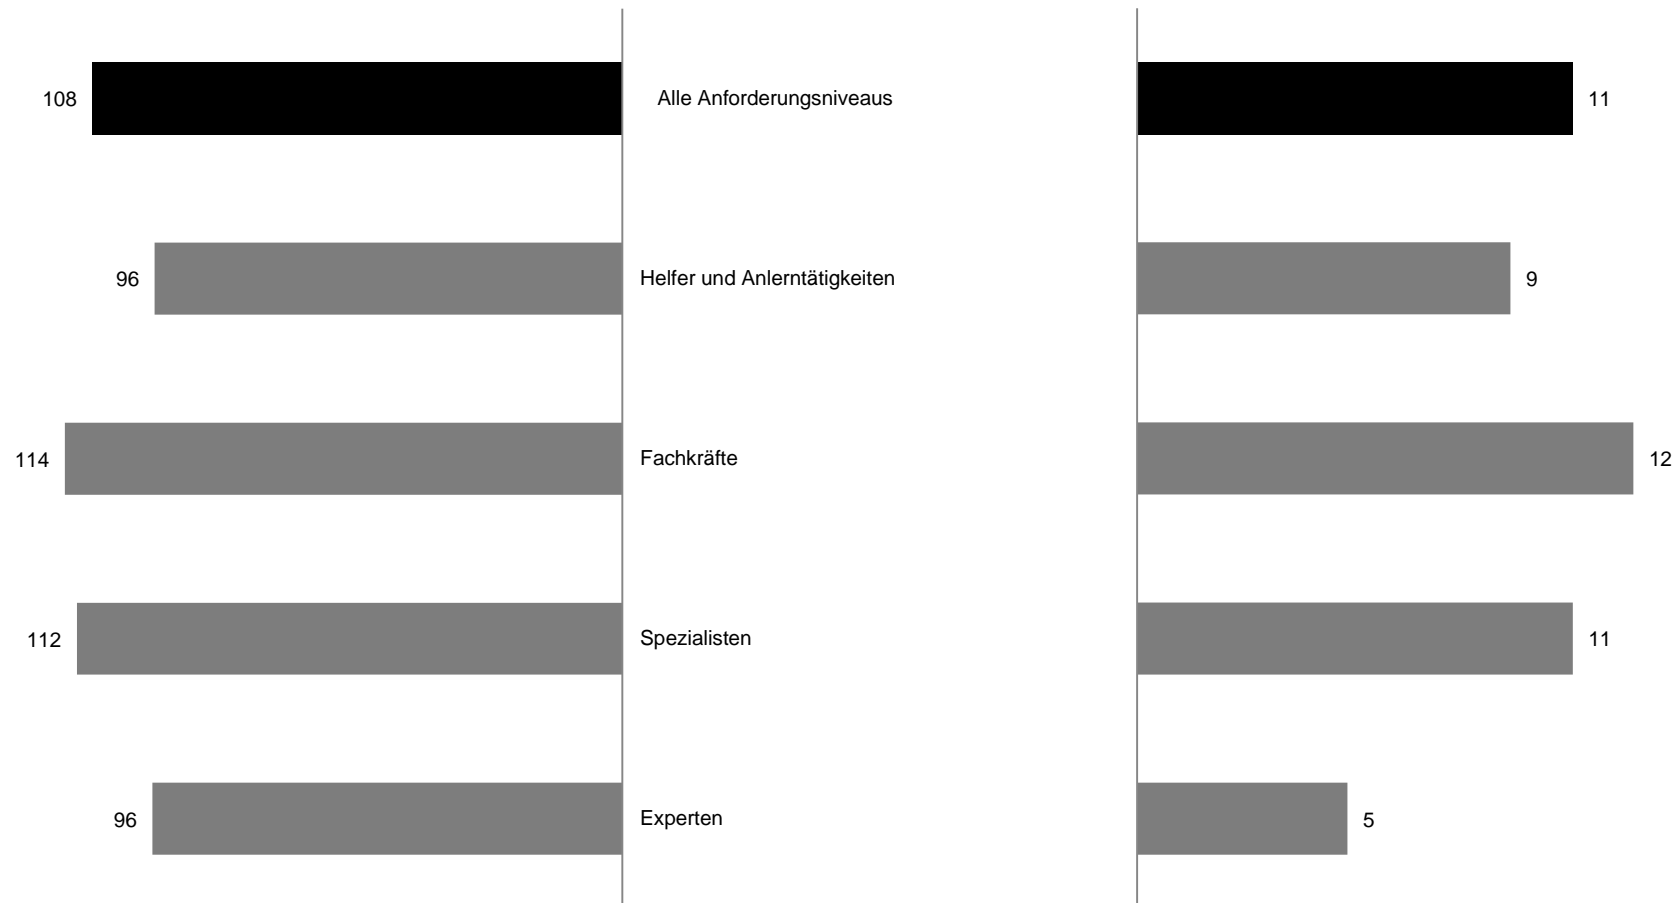 108 Alle Anforderungsniveaus 11
96 Helfer und Anlerntätigkeiten 9
114 Fachkräfte 12
112 Spezialisten 11
96 Experten 5